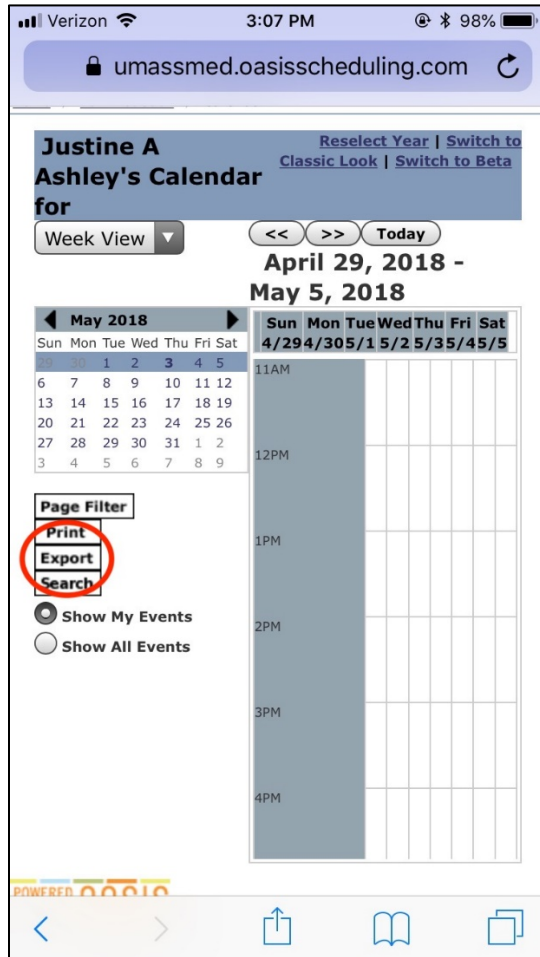 Verizon 3:07 PM 98%
umassmed.oasisscheduling.com
Justine A
Ashley's Calendar
for
Reselect Year | Switch to
Classic Look | Switch to Beta
Week View
<< >> Today
April 29, 2018 -
May 5, 2018
May 2018
Sun Mon Tue Wed Thu Fri Sat
29 30 1 2 3 4 5
6 7 8 9 10 11 12
13 14 15 16 17 18 19
20 21 22 23 24 25 26
27 28 29 30 31 1 2
3 4 5 6 7 8 9
Page Filter
Print
Export
Search
Show My Events
Show All Events
Sun Mon Tue Wed Thu Fri Sat
4/29 4/30 5/1 5/2 5/3 5/4 5/5
11AM
12PM
1PM
2PM
3PM
4PM
POWERED OASIS